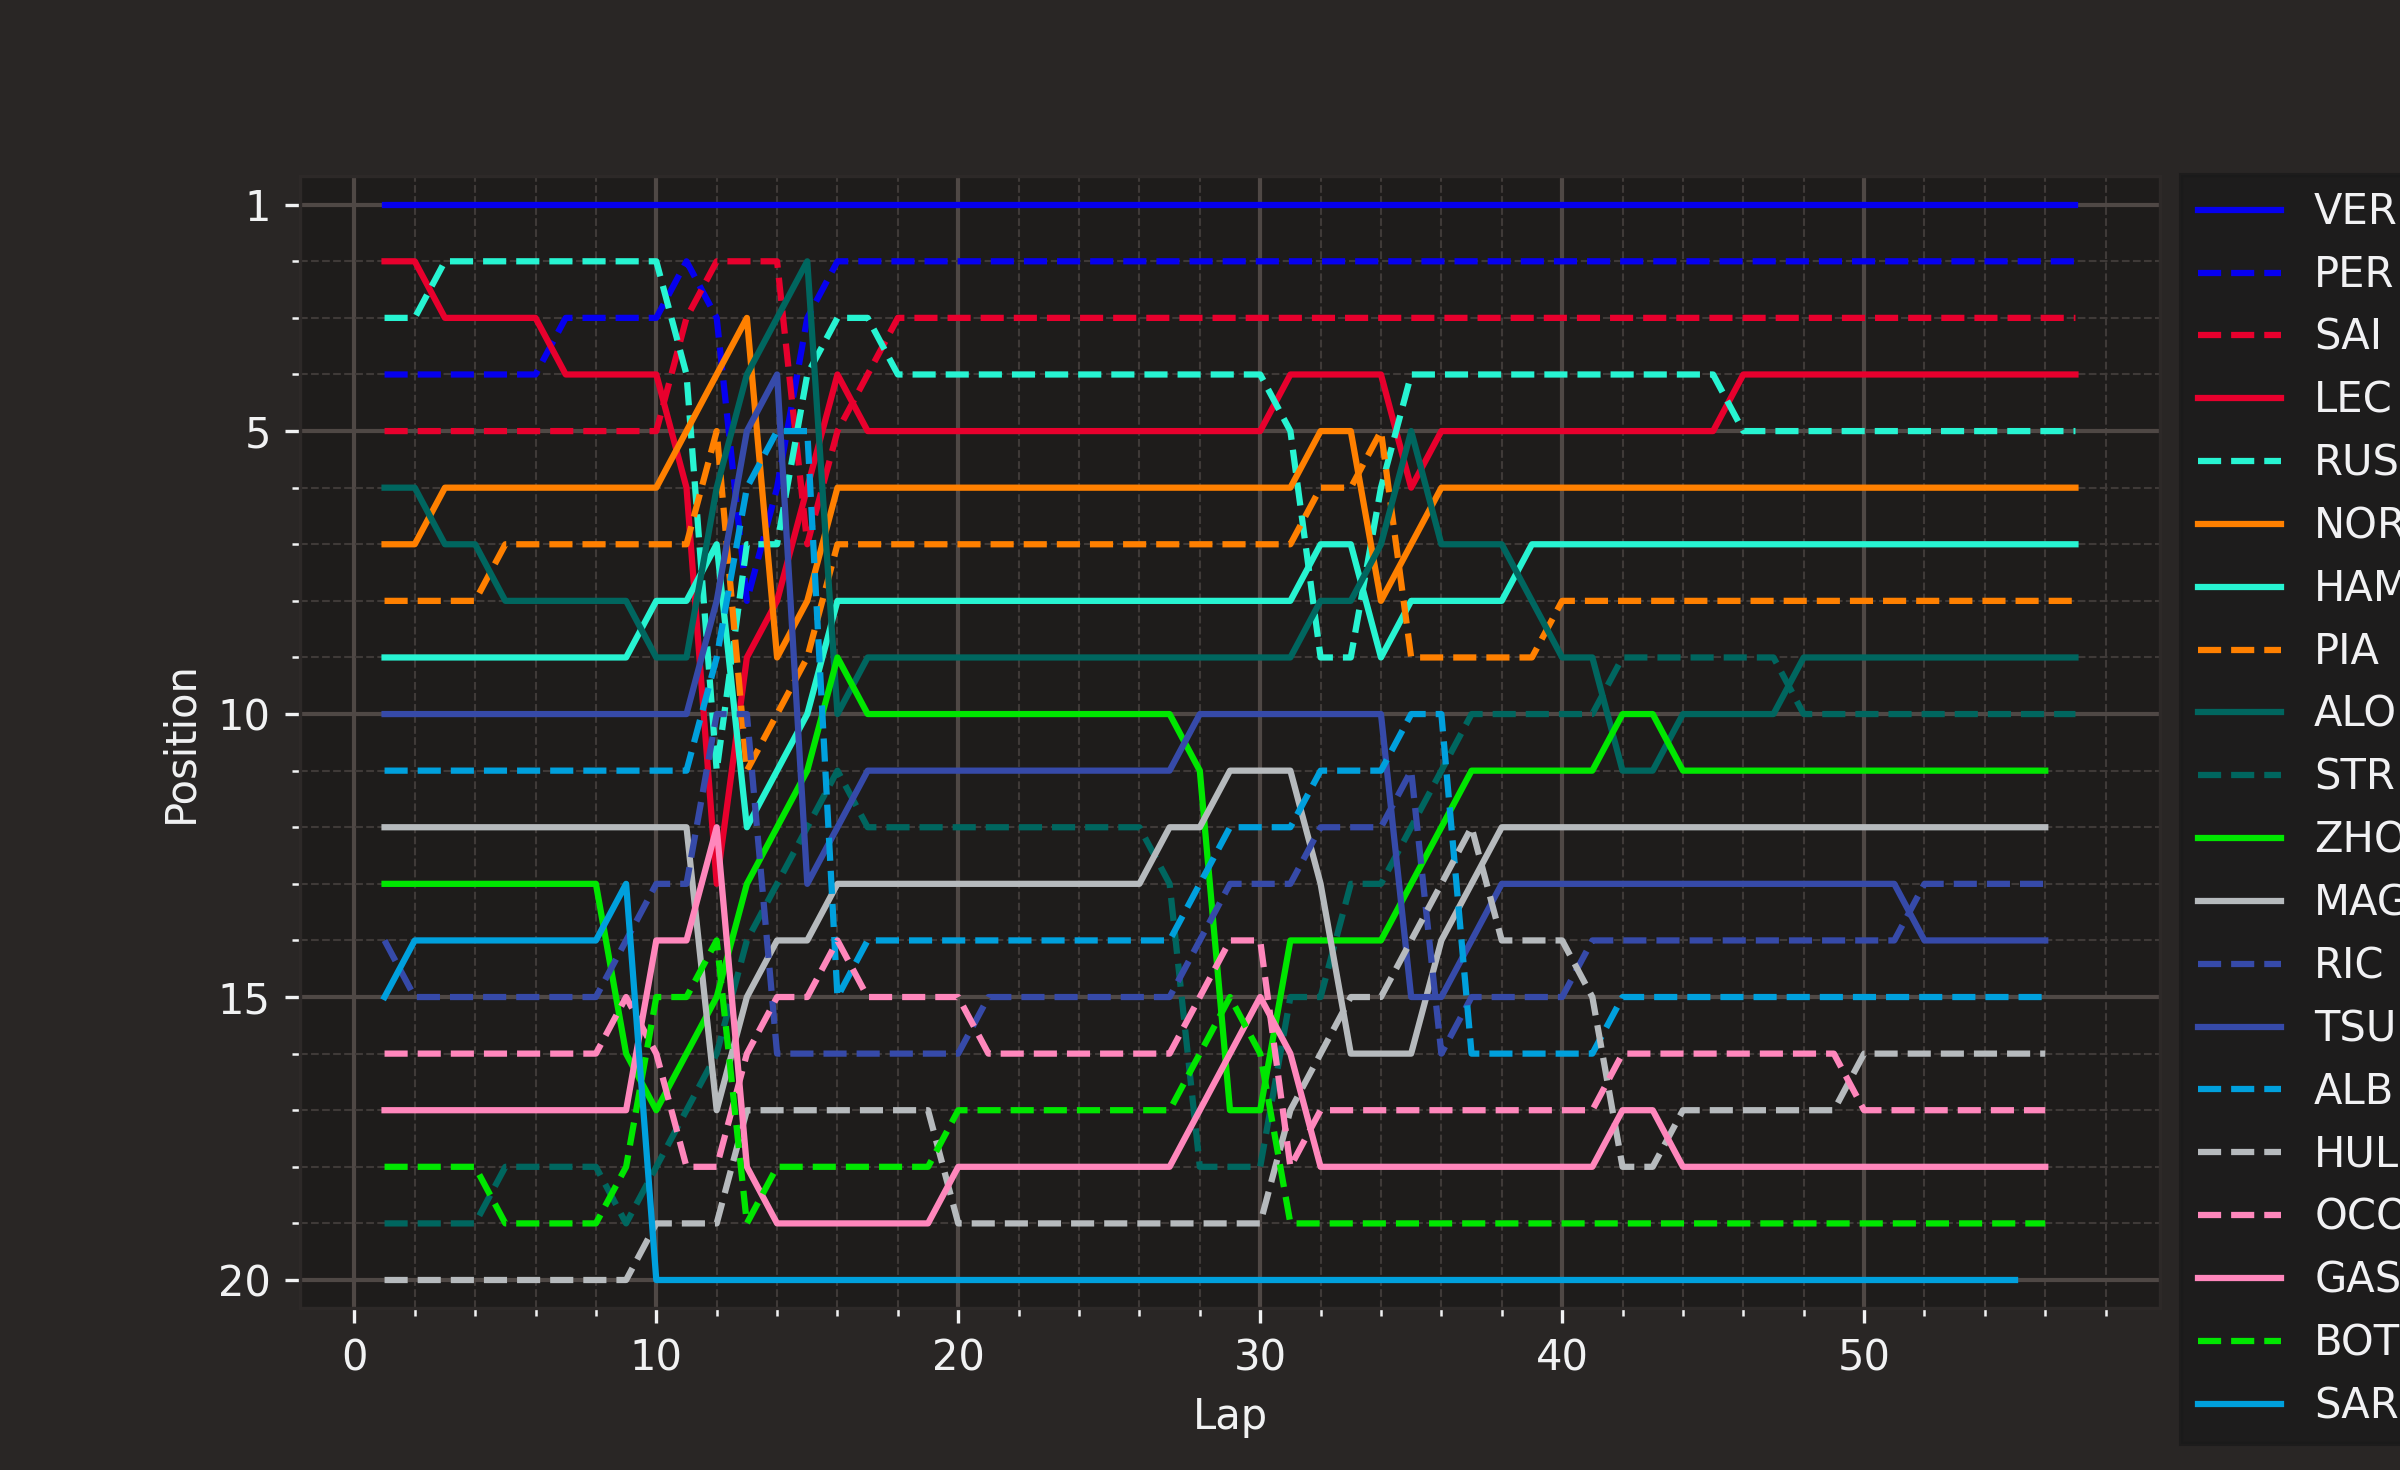 1
5
10
15
20
Position
0 10 20 30 40 50
Lap
VER
PER
SAI
LEC
RUS
NOR
HAM
PIA
ALO
STR
ZHO
MAG
RIC
TSU
ALB
HUL
OCO
GAS
BOT
SAR